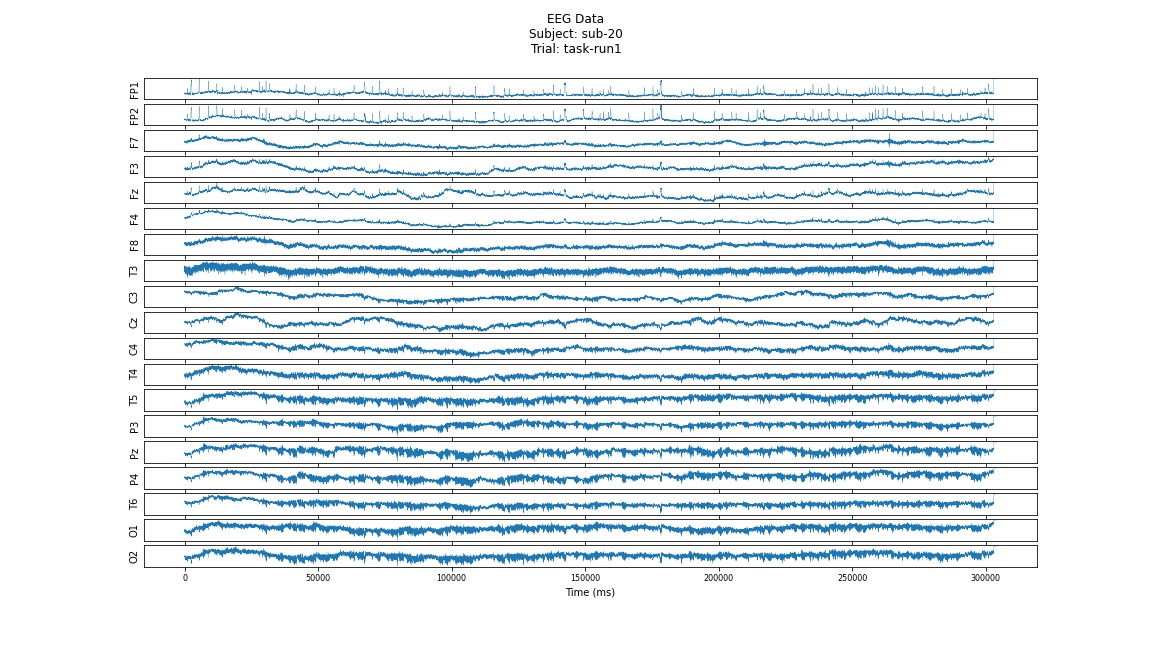 EEG Data
Subject: sub-20
Trial: task-run1
FP1
FP2
F7
F3
Fz
F4
F8
T3
C3
Cz
C4
T4
T5
P3
Pz
P4
T6
O1
O2
0 50000 100000 150000 200000 250000 300000
Time (ms)